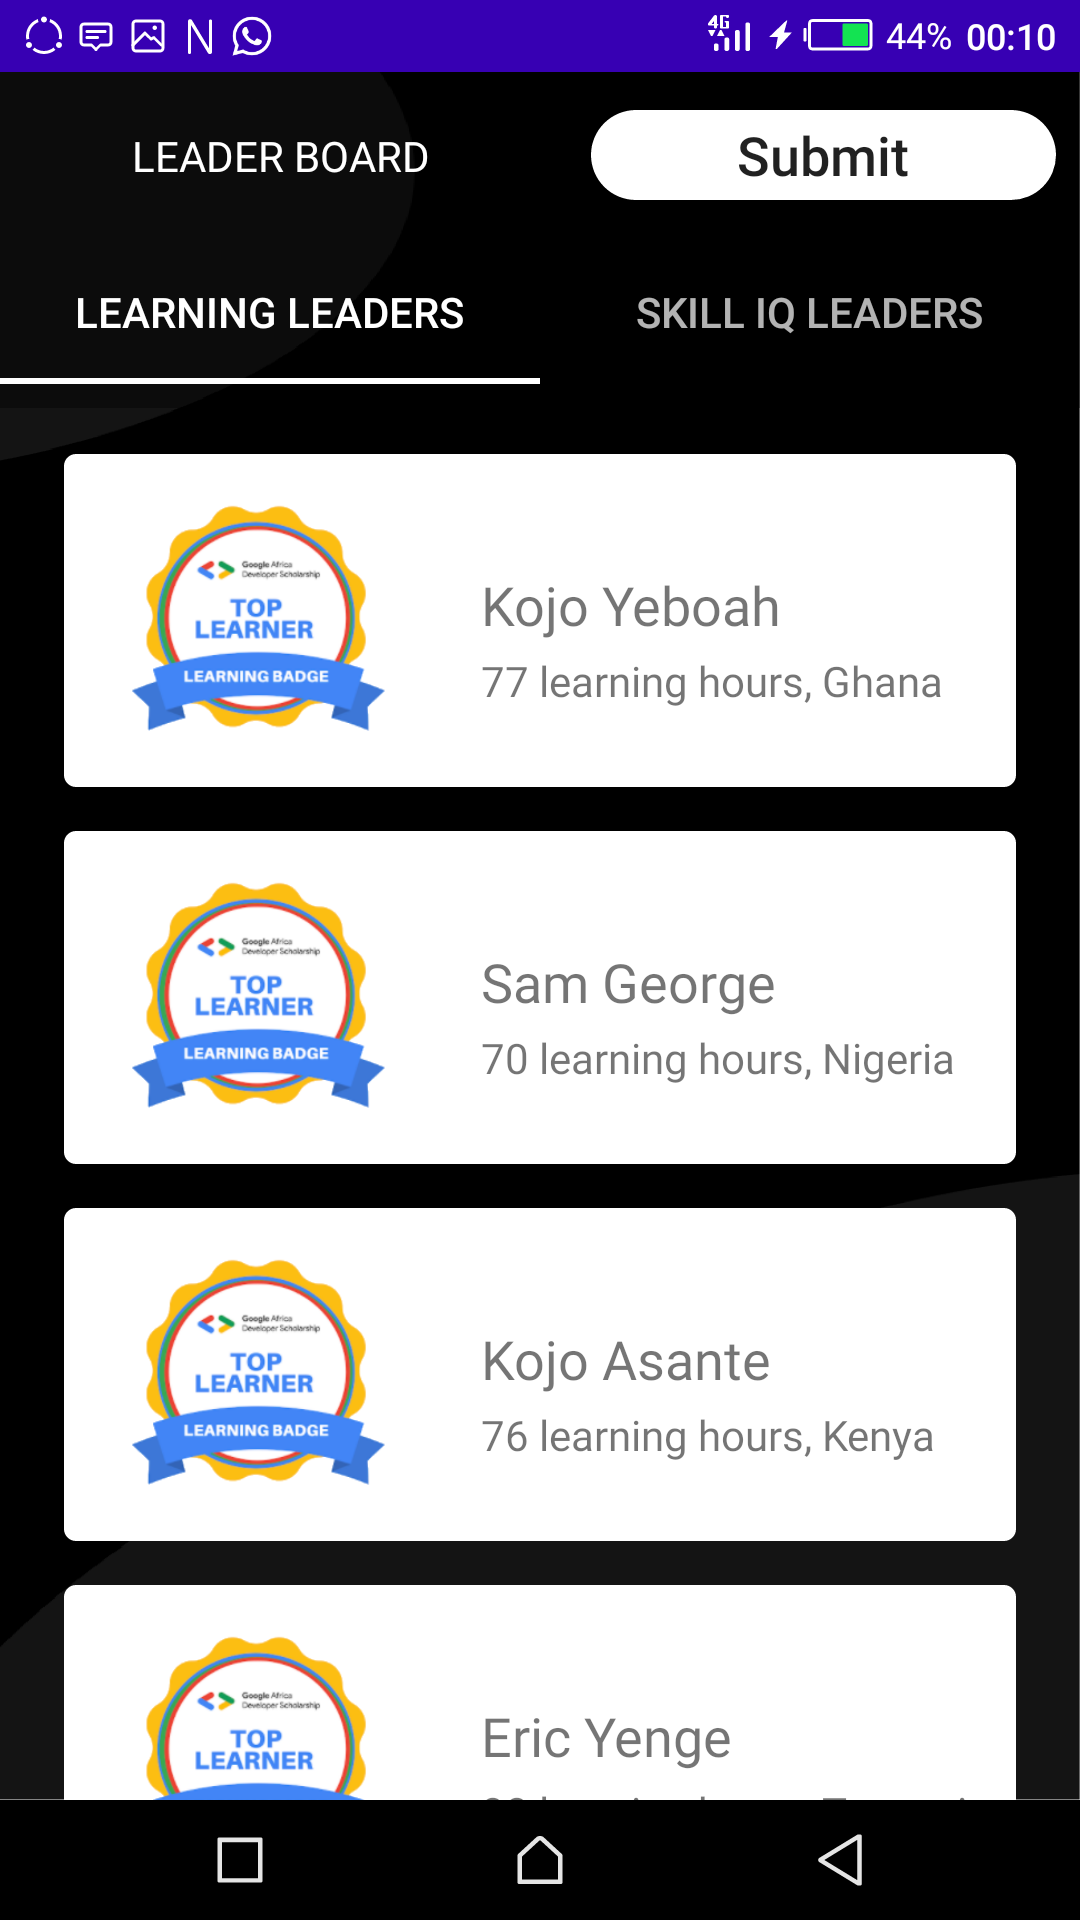 4G 44% 00:10
LEADER BOARD Submit
LEARNING LEADERS SKILL IQ LEADERS
Google Africa
Developer Scholarship
TOP
LEARNER
LEARNING BADGE
Kojo Yeboah
77 learning hours, Ghana
Google Africa
Developer Scholarship
TOP
LEARNER
LEARNING BADGE
Sam George
70 learning hours, Nigeria
Google Africa
Developer Scholarship
TOP
LEARNER
LEARNING BADGE
Kojo Asante
76 learning hours, Kenya
Google Africa
Developer Scholarship
TOP
LEARNER
Eric Yenge